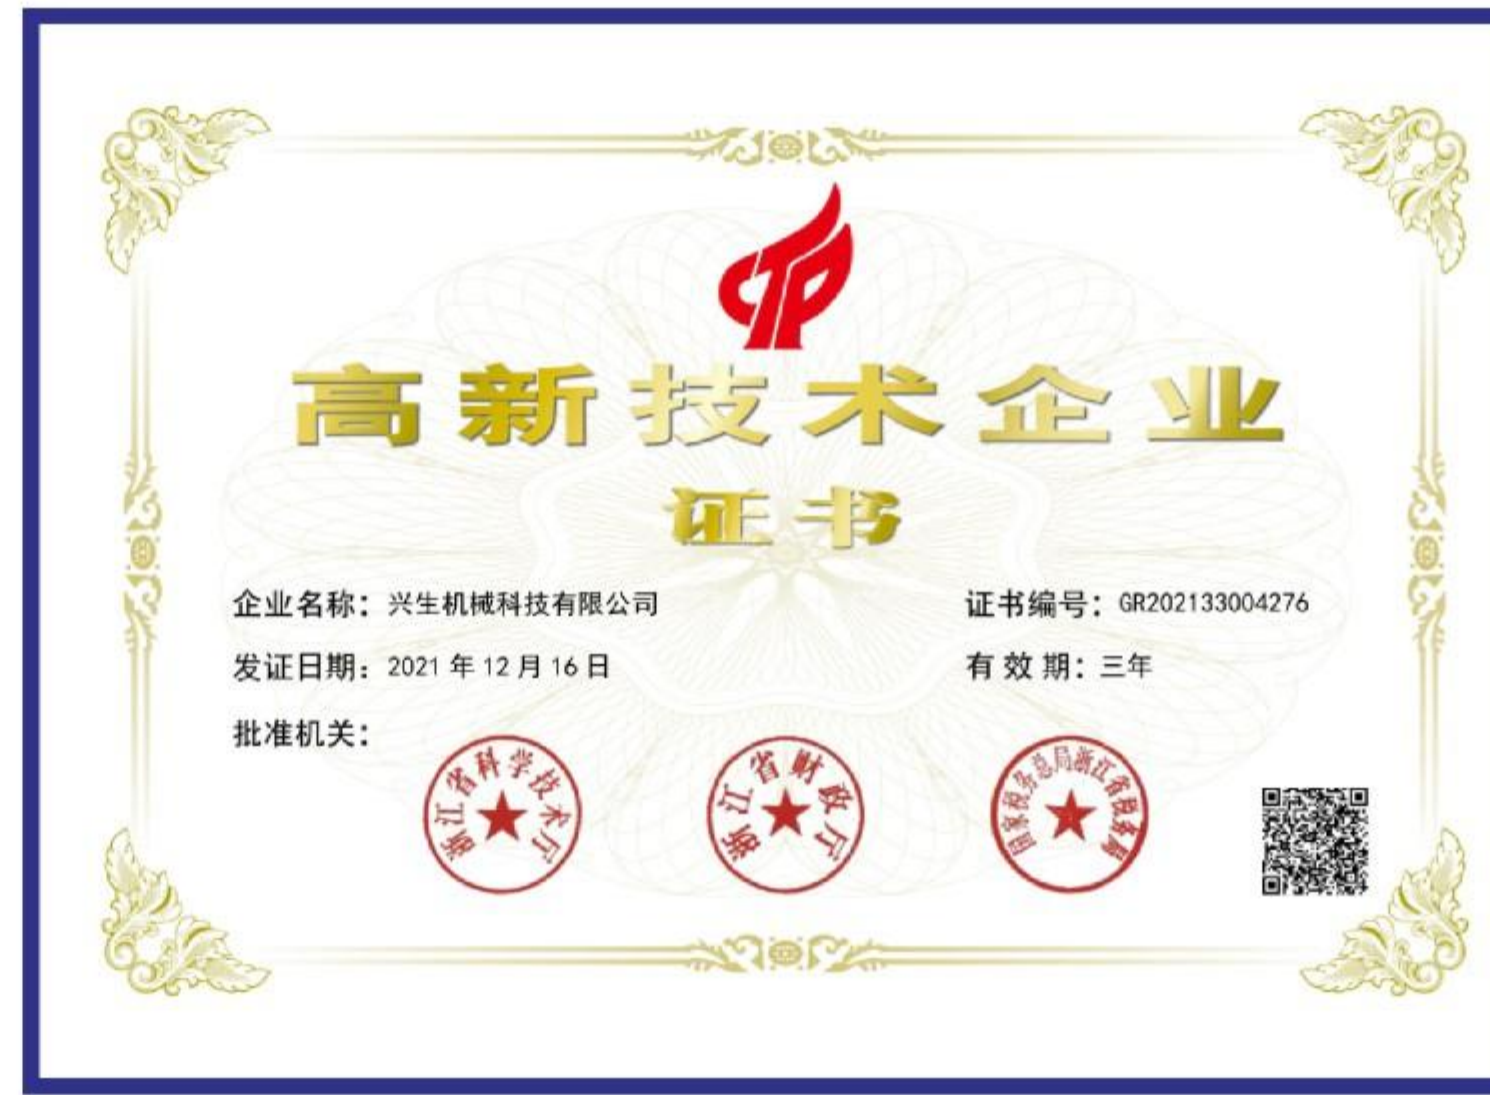 高新技术企业
证书
企业名称：兴生机械科技有限公司 证书编号：GR202133004276
发证日期：2021年12月16日 有效期：三年
批准机关：
浙江省科学技术厅
浙江省财政厅
国家税务总局浙江省税务局